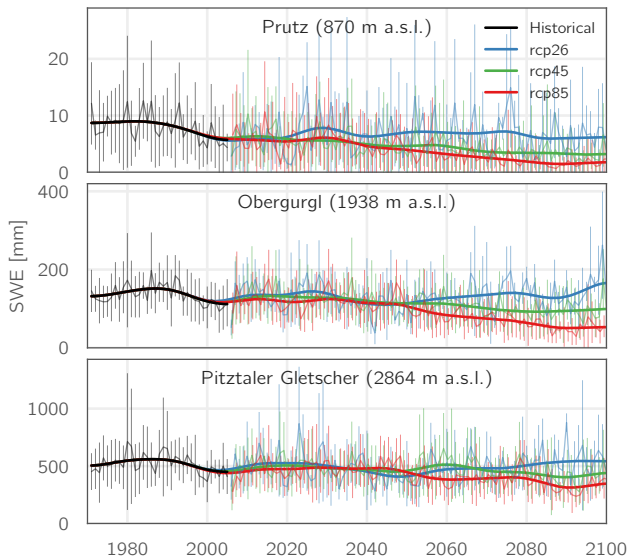 Prutz (870 m a.s.l.)
Historical
rcp26
rcp45
rcp85
20
10
0
Obergurgl (1938 m a.s.l.)
400
200
0
SWE [mm]
Pitztaler Gletscher (2864 m a.s.l.)
1000
500
0
1980 2000 2020 2040 2060 2080 2100